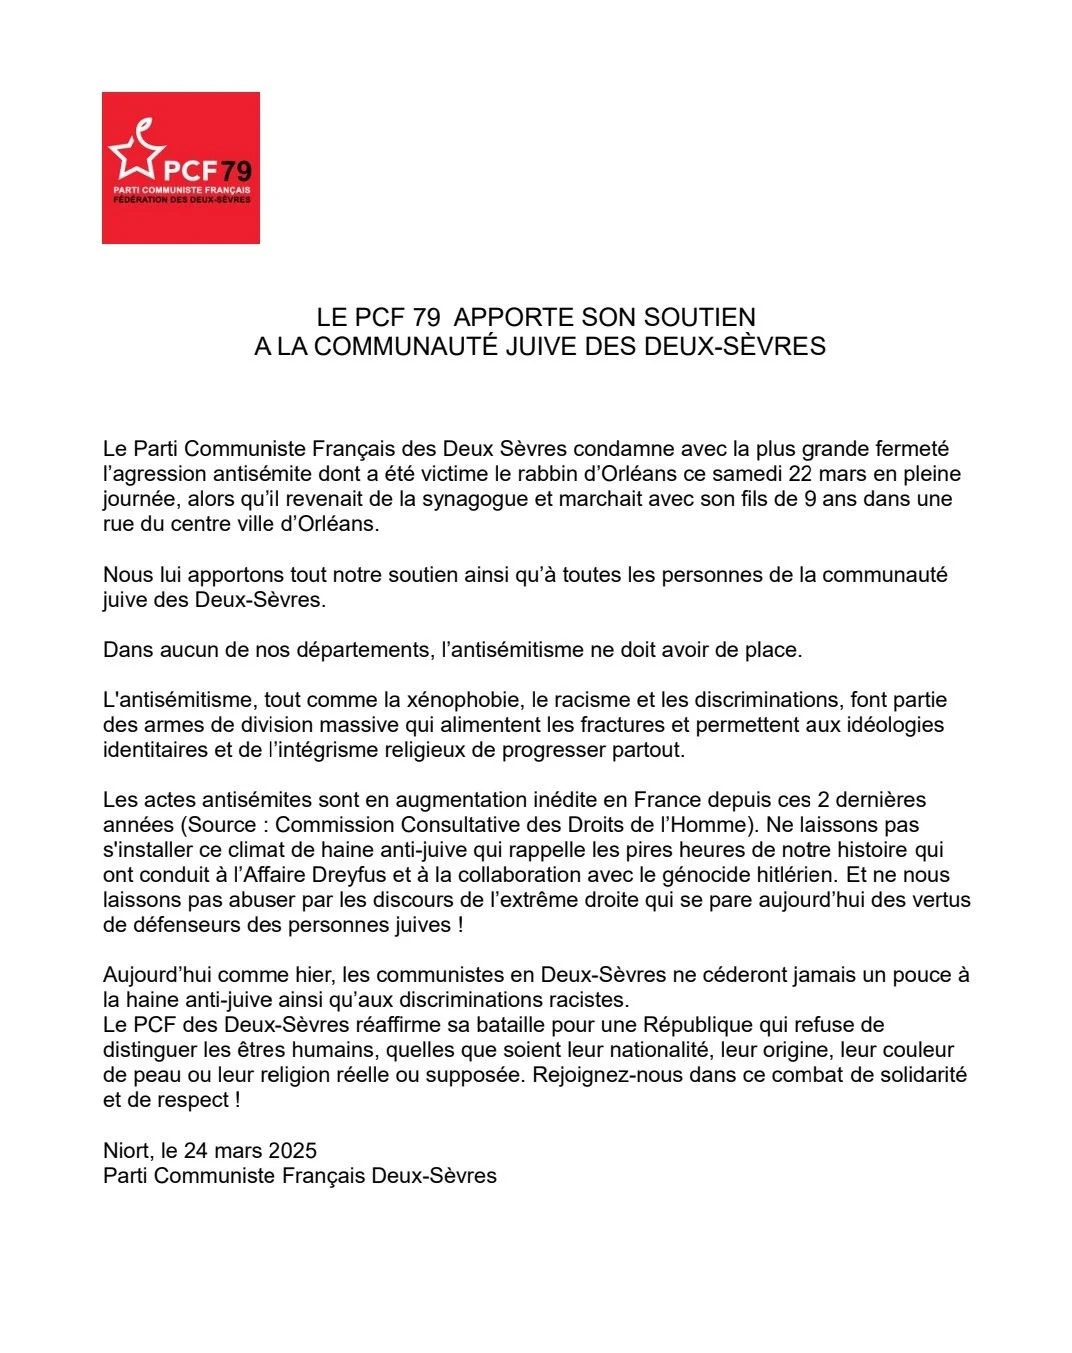 PCF79
PARTI COMMUNISTE FRANÇAIS
FÉDÉRATION DES DEUX-SÈVRES
LE PCF 79 APPORTE SON SOUTIEN
A LA COMMUNAUTÉ JUIVE DES DEUX-SÈVRES
Le Parti Communiste Français des Deux Sèvres condamne avec la plus grande fermeté
l’agression antisémite dont a été victime le rabbin d’Orléans ce samedi 22 mars en pleine
journée, alors qu’il revenait de la synagogue et marchait avec son fils de 9 ans dans une
rue du centre ville d’Orléans.
Nous lui apportons tout notre soutien ainsi qu’à toutes les personnes de la communauté
juive des Deux-Sèvres.
Dans aucun de nos départements, l’antisémitisme ne doit avoir de place.
L'antisémitisme, tout comme la xénophobie, le racisme et les discriminations, font partie
des armes de division massive qui alimentent les fractures et permettent aux idéologies
identitaires et de l’intégrisme religieux de progresser partout.
Les actes antisémites sont en augmentation inédite en France depuis ces 2 dernières
années (Source : Commission Consultative des Droits de l’Homme). Ne laissons pas
s'installer ce climat de haine anti-juive qui rappelle les pires heures de notre histoire qui
ont conduit à l’Affaire Dreyfus et à la collaboration avec le génocide hitlérien. Et ne nous
laissons pas abuser par les discours de l’extrême droite qui se pare aujourd’hui des vertus
de défenseurs des personnes juives !
Aujourd’hui comme hier, les communistes en Deux-Sèvres ne céderont jamais un pouce à
la haine anti-juive ainsi qu’aux discriminations racistes.
Le PCF des Deux-Sèvres réaffirme sa bataille pour une République qui refuse de
distinguer les êtres humains, quelles que soient leur nationalité, leur origine, leur couleur
de peau ou leur religion réelle ou supposée. Rejoignez-nous dans ce combat de solidarité
et de respect !
Niort, le 24 mars 2025
Parti Communiste Français Deux-Sèvres